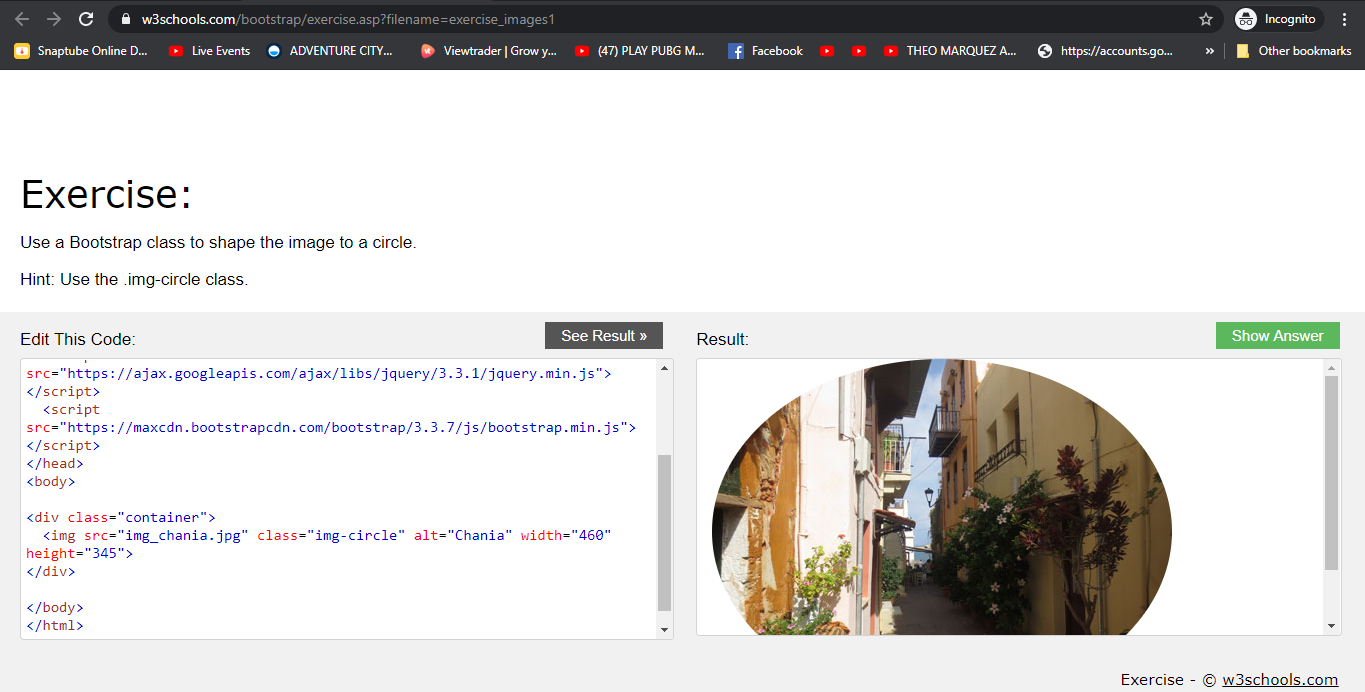 w3schools.com/bootstrap/exercise.asp?filename=exercise_images1
Incognito
Snaptube Online D...
Live Events
ADVENTURE CITY...
Viewtrader | Grow y...
(47) PLAY PUBG M...
Facebook
THEO MARQUEZ A...
https://accounts.go...
»
Other bookmarks
Exercise:
Use a Bootstrap class to shape the image to a circle.
Hint: Use the .img-circle class.
Edit This Code:
See Result »
Result:
Show Answer
src="https://ajax.googleapis.com/ajax/libs/jquery/3.3.1/jquery.min.js">
</script>
<script
src="https://maxcdn.bootstrapcdn.com/bootstrap/3.3.7/js/bootstrap.min.js">
</script>
</head>
<body>
<div class="container">
<img src="img_chania.jpg" class="img-circle" alt="Chania" width="460"
height="345">
</div>
</body>
</html>
Exercise - © w3schools.com